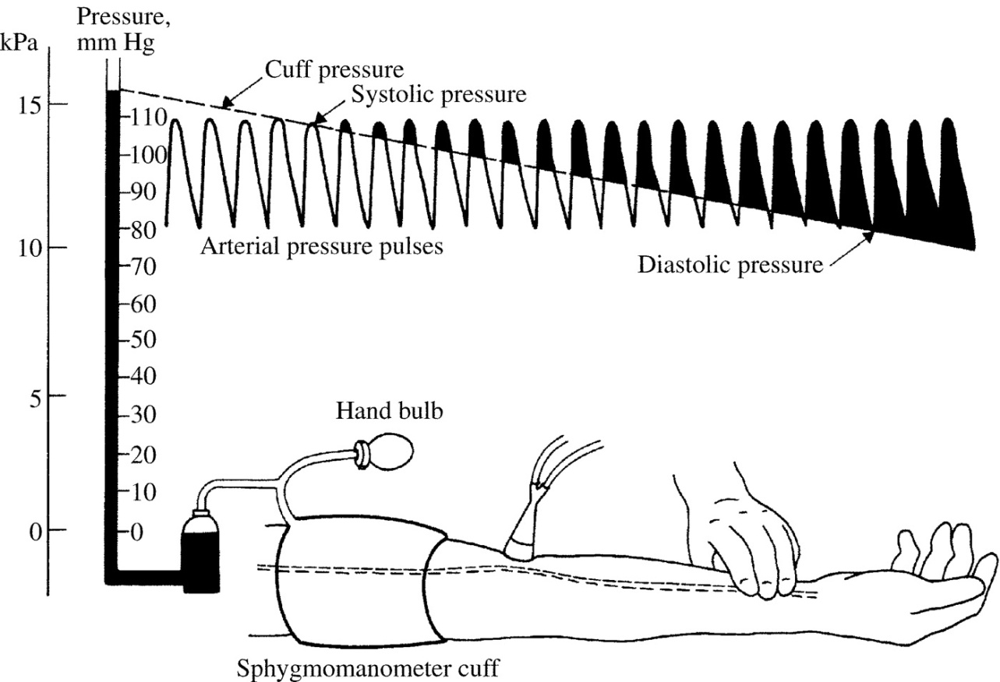 Pressure,
kPa mm Hg
Cuff pressure
Systolic pressure
15
110
100
90
80
Arterial pressure pulses
10
Diastolic pressure
70
60
50
40
5
30
Hand bulb
20
10
0
0
Sphygmomanometer cuff